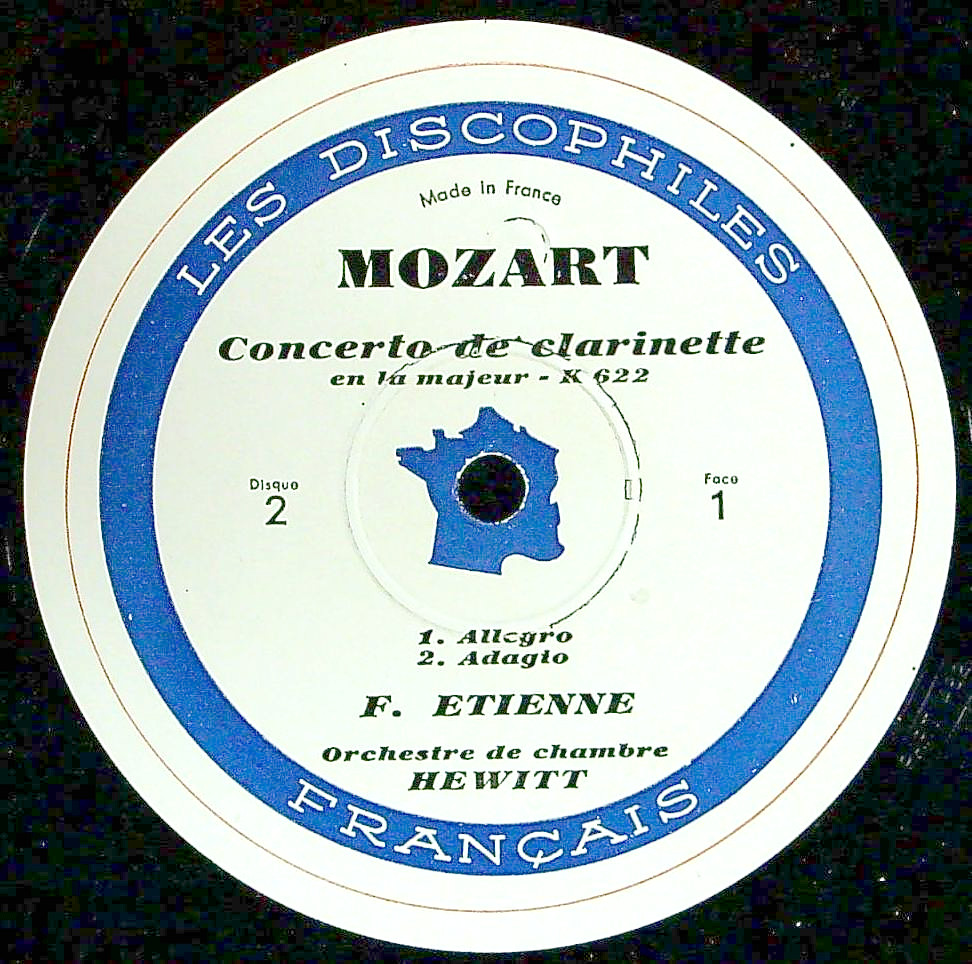 LES DISCOPHILES
Made in France
MOZART
Concerto de clarinette
en la majeur - K 622
Disque
2
Face
1
1. Allegro
2. Adagio
F. ETIENNE
Orchestre de chambre
HEWITT
FRANÇAIS